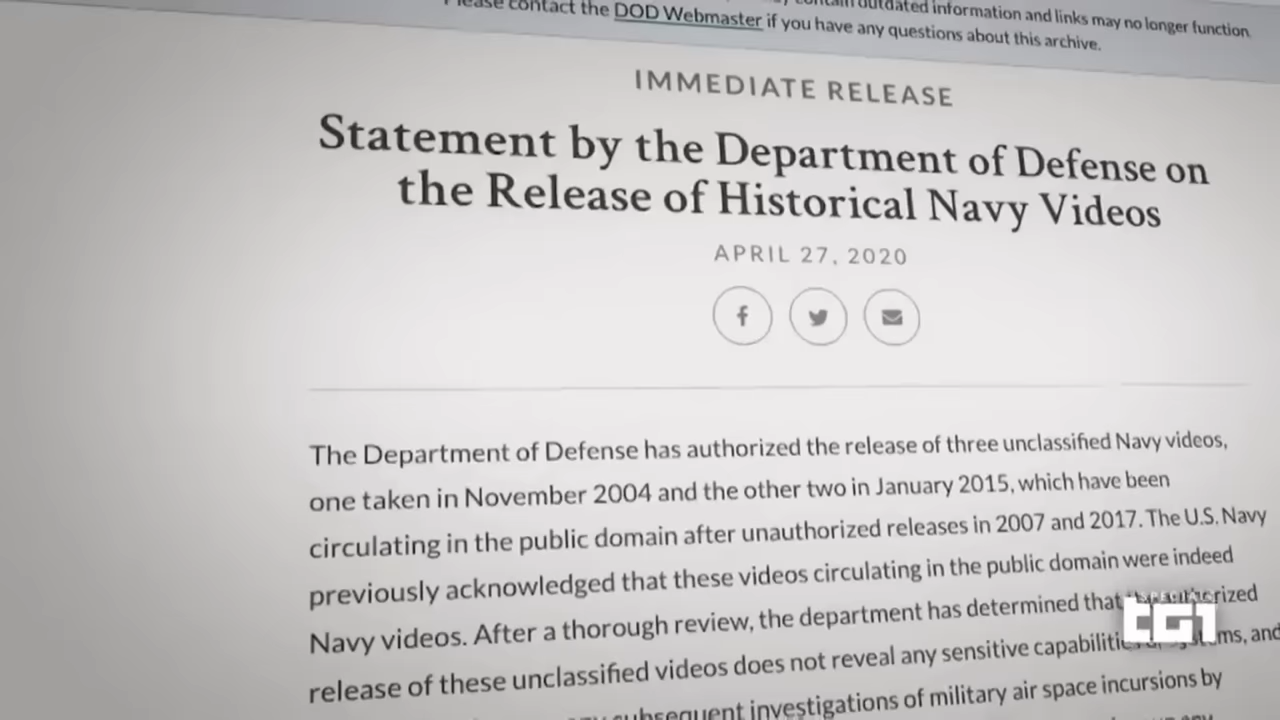 Please contact the DOD Webmaster if you have any questions about this archive.
contain outdated information and links may no longer function.
IMMEDIATE RELEASE
Statement by the Department of Defense on
the Release of Historical Navy Videos
APRIL 27, 2020
The Department of Defense has authorized the release of three unclassified Navy videos,
one taken in November 2004 and the other two in January 2015, which have been
circulating in the public domain after unauthorized releases in 2007 and 2017. The U.S. Navy
previously acknowledged that these videos circulating in the public domain were indeed
Navy videos. After a thorough review, the department has determined that
release of these unclassified videos does not reveal any sensitive capabilities and
subsequent investigations of military air space incursions by
any
TG1